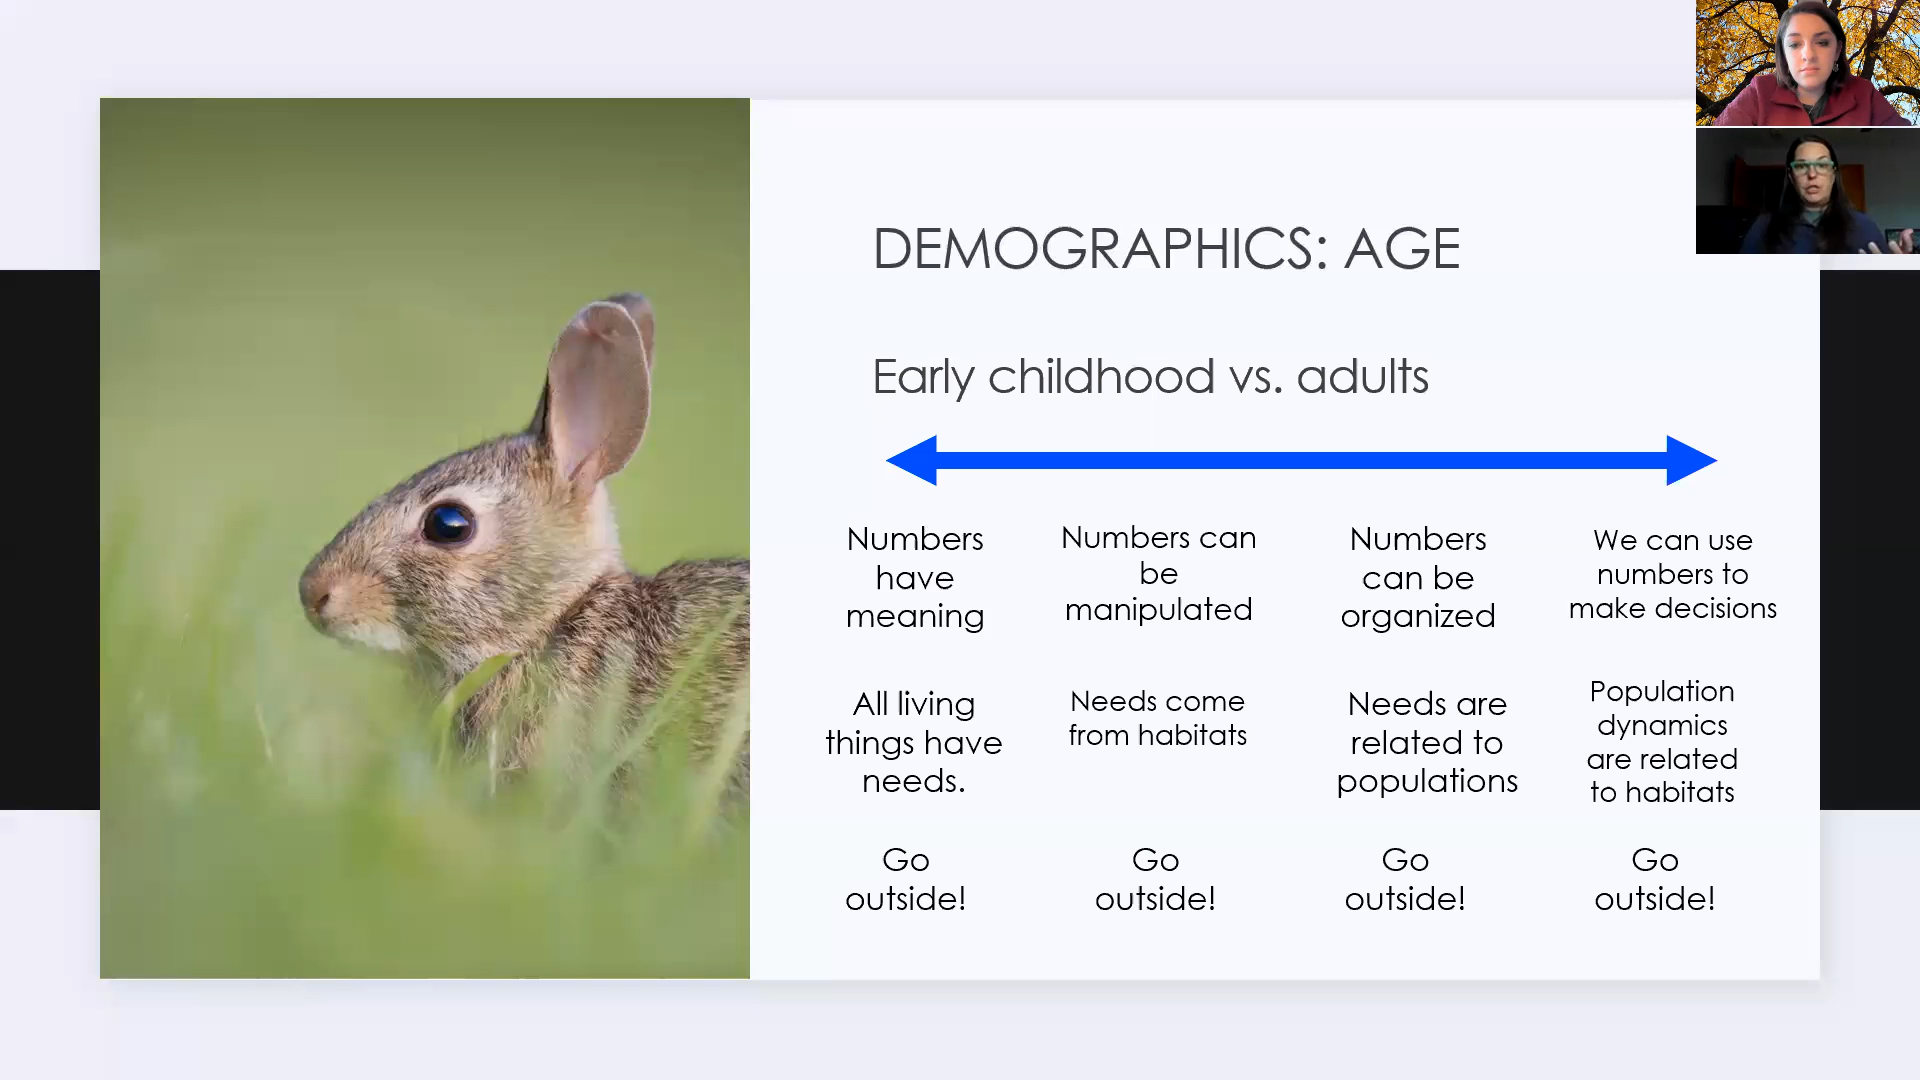 DEMOGRAPHICS: AGE
Early childhood vs. adults
Numbers
have
meaning
Numbers can
be
manipulated
Numbers
can be
organized
We can use
numbers to
make decisions
All living
things have
needs.
Needs come
from habitats
Needs are
related to
populations
Population
dynamics
are related
to habitats
Go
outside!
Go
outside!
Go
outside!
Go
outside!